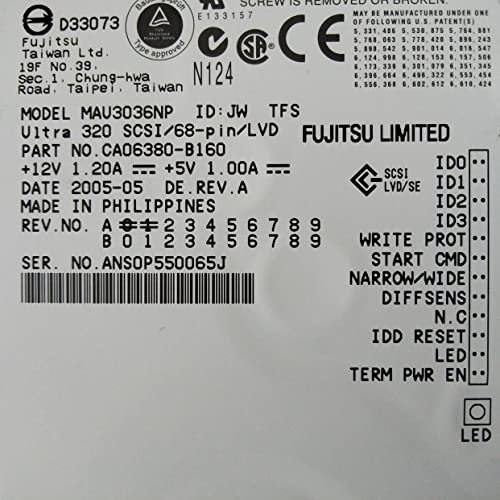 SCREW IS REMOVED OR BROKEN.
E133157
D33073
Fujitsu
Taiwan Ltd.
19F No.39,
Sec.1, Chung-hwa
Road, Taipei, Taiwan
N124
MAY BE MANUFACTURED UNDER ONE
OF FOLLOWING U.S.PATENT(S)
MODEL MAU3036NP ID:JW TFS
Ultra 320 SCSI/68-pin/LVD
FUJITSU LIMITED
PART NO.CA06380-B160
+12V 1.20A +5V 1.00A
DATE 2005-05 DE.REV.A
MADE IN PHILIPPINES
REV.NO. A 2 3 4 5 6 7 8 9
B 0 1 2 3 4 5 6 7 8 9
SER. NO.ANS0P550065J
SCSI
LVD/SE
ID0
ID1
ID2
ID3
WRITE PROT
START CMD
NARROW/WIDE
DIFFSENS
N.C
IDD RESET
LED
TERM PWR EN
LED